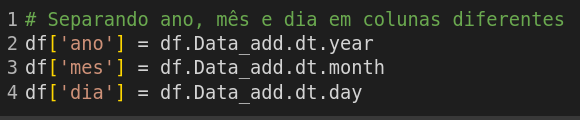 1 # Separando ano, mês e dia em colunas diferentes
2 df['ano'] = df.Data_add.dt.year
3 df['mes'] = df.Data_add.dt.month
4 df['dia'] = df.Data_add.dt.day